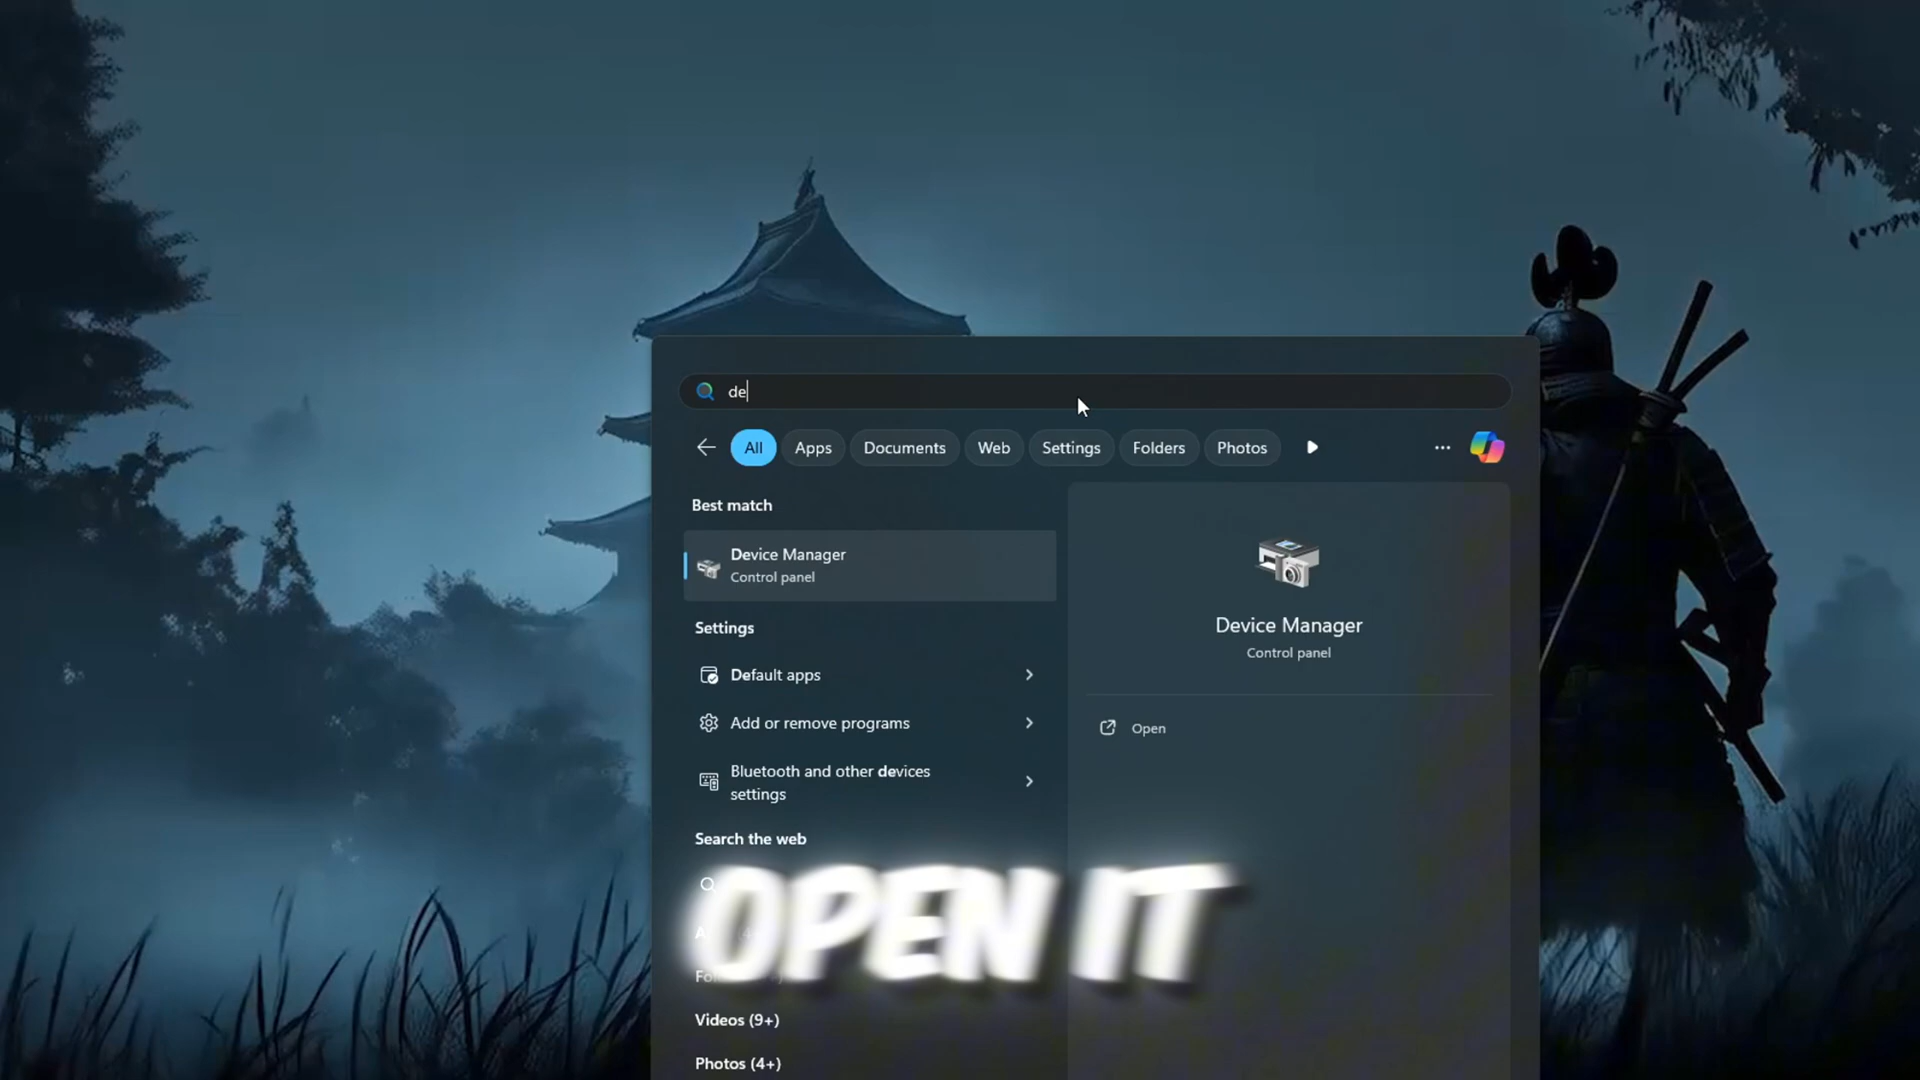 de
All Apps Documents Web Settings Folders Photos
Best match
Device Manager
Control panel
Settings
Default apps
Add or remove programs
Bluetooth and other devices
settings
Search the web
OPEN IT
Videos (9+)
Photos (4+)
Device Manager
Control panel
Open